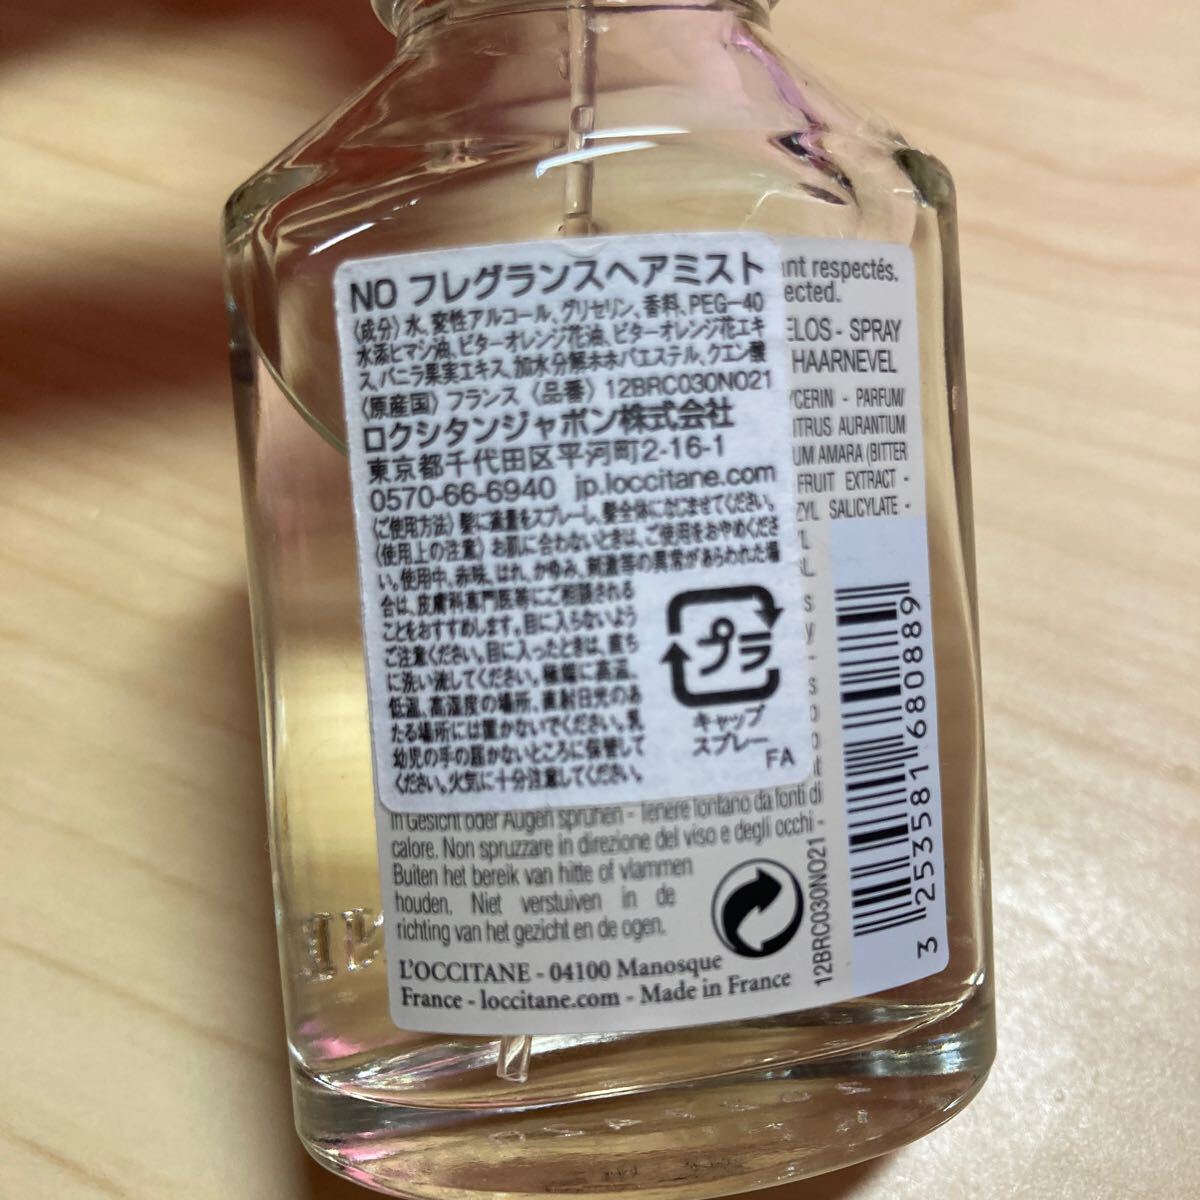 NO フレグランスヘアミスト
〈成分〉水、変性アルコール、グリセリン、香料、PEG-40
水添ヒマシ油、ビターオレンジ花油、ビターオレンジ花エキ
ス、バニラ果実エキス、加水分解ホホバエステル、クエン酸
〈原産国〉フランス〈品番〉12BRC030NO21
ロクシタンジャポン株式会社
東京都千代田区平河町2-16-1
0570-66-6940 jp.loccitane.com
〈ご使用方法〉髪に適量をスプレーし、髪全体になじませてください。
〈使用上の注意〉お肌に合わないときは、ご使用をおやめくださ
い。使用中、赤味、はれ、かゆみ、刺激等の異常があらわれた場
合は、皮膚科専門医等にご相談される
ことをおすすめします。目に入らないよう
ご注意ください。目に入ったときは、直ち
に洗い流してください。極端に高温、
低温、高湿度の場所、直射日光のあ
たる場所には置かないでください。乳
幼児の手の届かないところに保管して
ください。火気に十分注意してください。
プラ
キャップ
スプレー
FA
ant respectés.
ected.
ELOS - SPRAY
HAARNEVEL
YCERIN - PARFUM/
ITRUS AURANTIUM
UM AMARA (BITTER
FRUIT EXTRACT -
ZYL SALICYLATE -
in Gesicht oder Augen sprühen - Tenere lontano da fonti di
calore. Non spruzzare in direzione del viso e degli occhi -
Buiten het bereik van hitte of vlammen
houden. Niet verstuiven in de
richting van het gezicht en de ogen.
L'OCCITANE - 04100 Manosque
France - loccitane.com - Made in France
12BRC030NO21
3 253581 680889